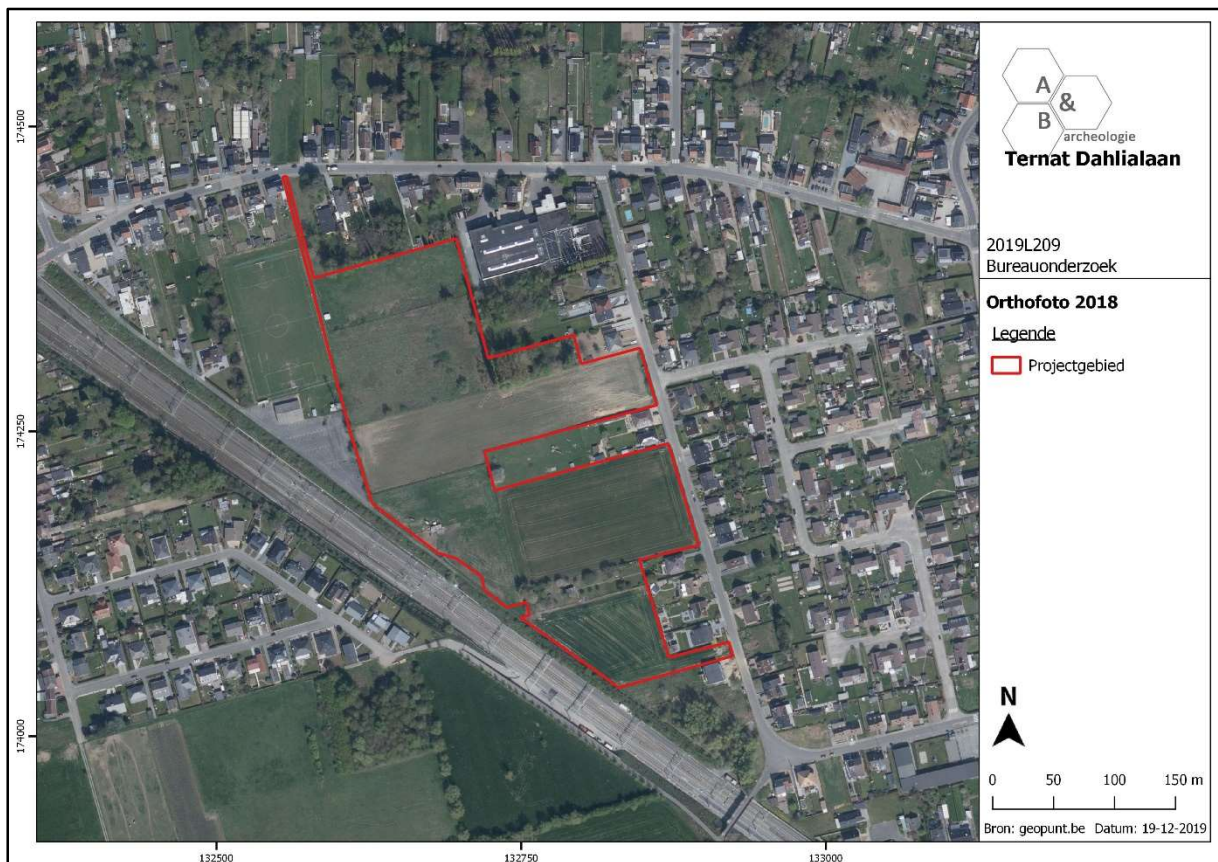 A
&
B
archeologie
Ternat Dahlialaan
2019L209
Bureauonderzoek
Orthofoto 2018
Legende
Projectgebied
N
0 50 100 150 m
Bron: geopunt.be Datum: 19-12-2019
174500
174250
174000
132500 132750 133000